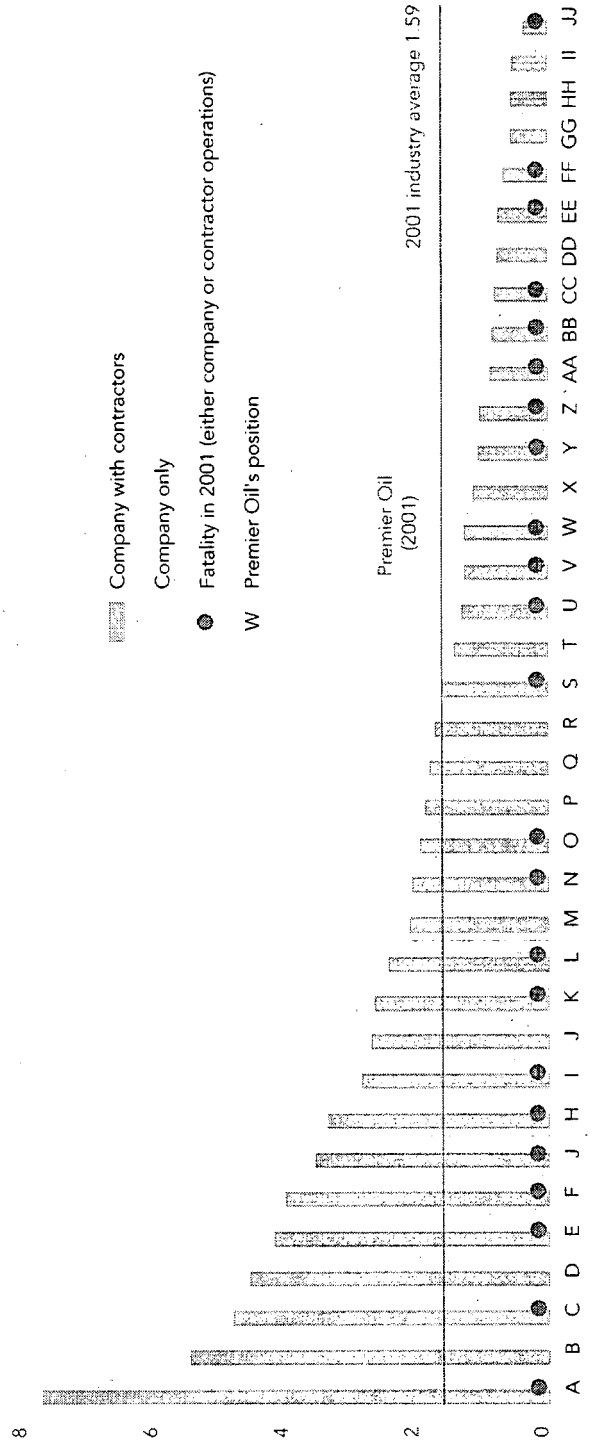 8
6
4
2
0
Company with contractors
Company only
Fatality in 2001 (either company or contractor operations)
W Premier Oil's position
Premier Oil
(2001)
2001 industry average 1.59
A B C D E F J H I J K L M N O P Q R S T U V W X Y Z AA BB CC DD EE FF GG HH II JJ